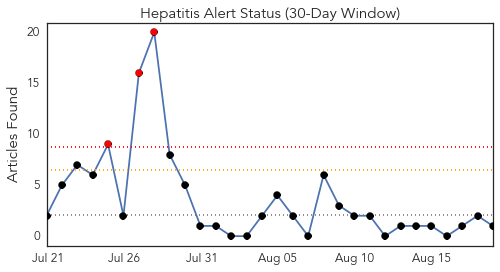 Hepatitis Alert Status (30-Day Window)
Articles Found
20
15
10
5
0
Jul 21 Jul 26 Jul 31 Aug 05 Aug 10 Aug 15